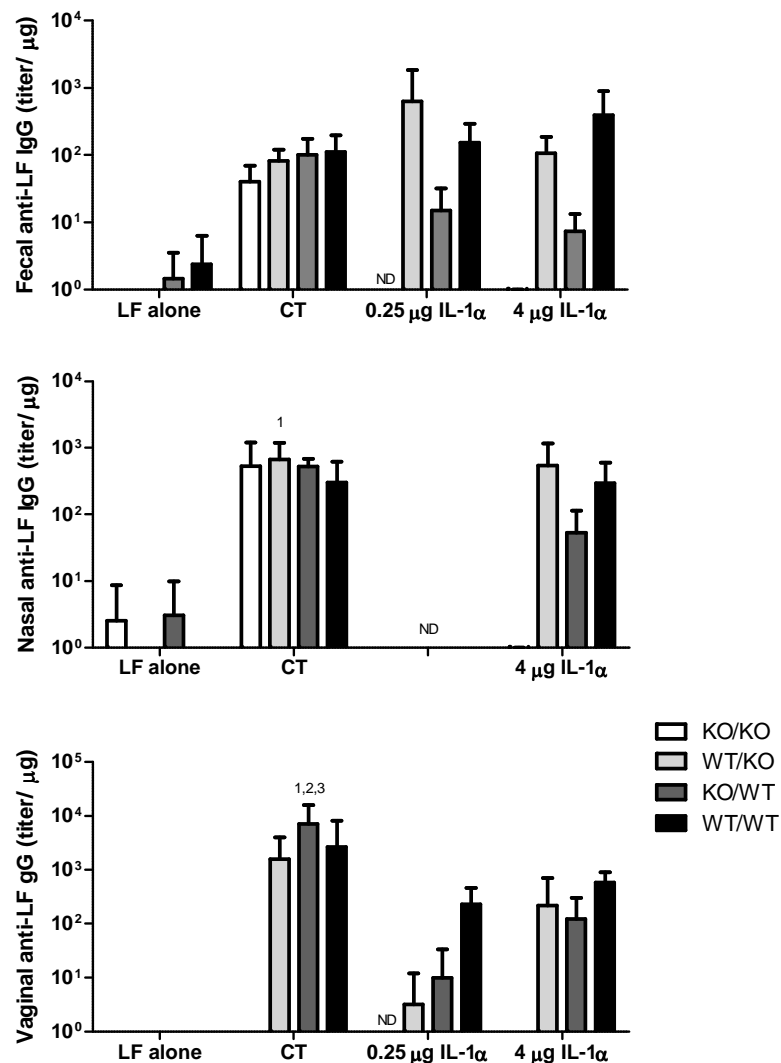 Fecal anti-LF IgG (titer/ µg)
10⁴
10³
10²
10¹
10⁰
ND
LF alone CT 0.25 µg IL-1α 4 µg IL-1α
Nasal anti-LF IgG (titer/ µg)
10⁴
10³
10²
10¹
10⁰
1
ND
LF alone CT 4 µg IL-1α
Vaginal anti-LF gG (titer/ µg)
10⁵
10⁴
10³
10²
10¹
10⁰
1,2,3
ND
LF alone CT 0.25 µg IL-1α 4 µg IL-1α
KO/KO
WT/KO
KO/WT
WT/WT